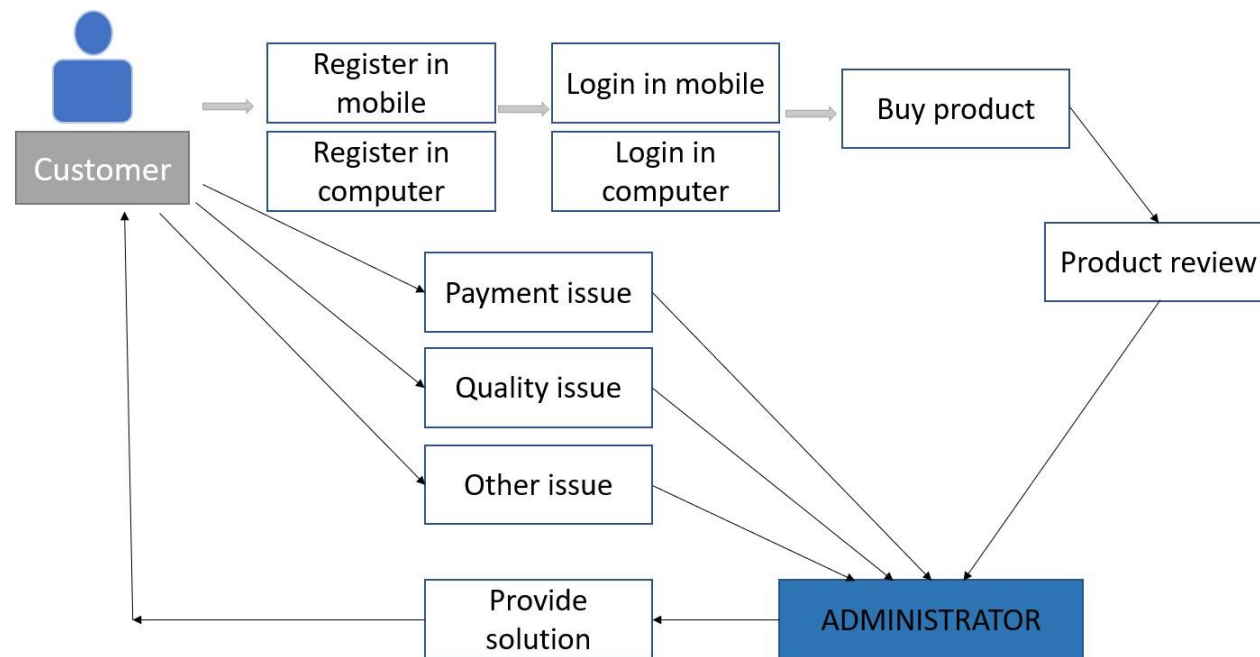 Register in
mobile
Login in mobile
Buy product
Customer
Register in
computer
Login in
computer
Product review
Payment issue
Quality issue
Other issue
Provide
solution
ADMINISTRATOR